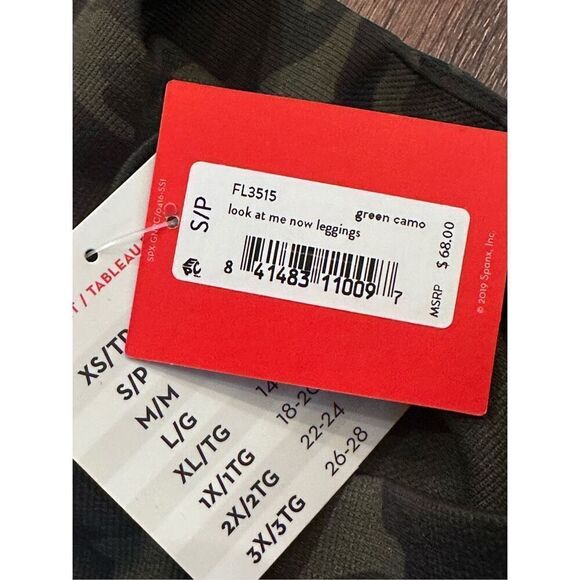 FL3515
green camo
look at me now leggings
S/P
8 41483 11009 7
MSRP $ 68.00
© 2019 Spanx, Inc.
T / TABLEAU
XS/TP
S/P
M/M
L/G
XL/TG 14
1X/1TG 18-20
2X/2TG 22-24
3X/3TG 26-28